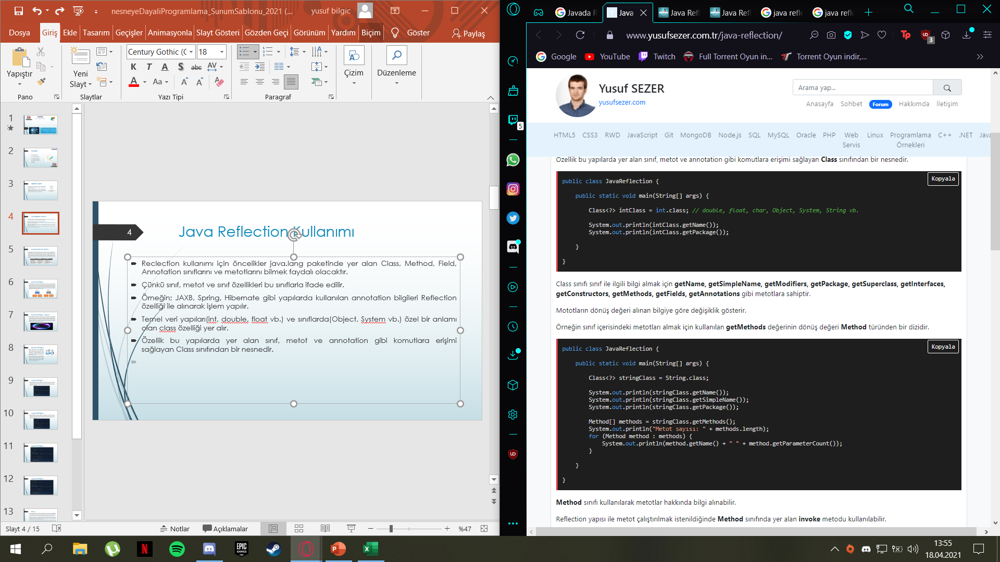 nesneyeDayaliProgramlama_SunumSablonu_2021 (...
yusuf bilgic
Dosya Giriş Ekle Tasarım Geçişler Animasyonla Slayt Gösteri Gözden Geçi Görünüm Yardım Biçim Göster Paylaş
Yapıştır
Pano
Yeni
Slayt
Slaytlar
Century Gothic (G 18
K T A S abc AV
A Aa A A
Yazı Tipi
Paragraf
Çizim
Düzenleme
1
2
3
4
5
6
7
8
9
10
11
12
13
4
Java Reflection Kullanımı
Reclection kullanımı için öncelikler java.lang paketinde yer alan Class, Method, Field,
Annotation sınıflarını ve metotlarını bilmek faydalı olacaktır.
Çünkü sınıf, metot ve sınıf özellikleri bu sınıflarla ifade edilir.
Örneğin; JAXB, Spring, Hibernate gibi yapılarda kullanılan annotation bilgileri Reflection
özelliği ile alınarak işlem yapılır.
Temel veri yapıları(int, double, float vb.) ve sınıflarda(Object, System vb.) özel bir anlamı
olan class özelliği yer alır.
Özellik bu yapılarda yer alan sınıf, metot ve annotation gibi komutlara erişimi
sağlayan Class sınıfından bir nesnedir.
Slayt 4 / 15
Notlar
Açıklamalar
%47
Javada R
Java
Java Refl
Java Refl
java refle
java refl
www.yusufsezer.com.tr/java-reflection/
3
Google YouTube Twitch Full Torrent Oyun in... Torrent Oyun indir,...
5
Yusuf SEZER
yusufsezer.com
Arama yap...
Anasayfa Sohbet Forum Hakkımda İletişim
HTML5 CSS3 RWD JavaScript Git MongoDB Node.js SQL MySQL Oracle PHP Web Servis Linux Programlama Örnekleri C++ .NET Java
Özellik bu yapılarda yer alan sınıf, metot ve annotation gibi komutlara erişimi sağlayan Class sınıfından bir nesnedir.
Kopyala
public class JavaReflection {
public static void main(String[] args) {
Class<?> intClass = int.class; // double, float, char, Object, System, String vb.
System.out.println(intClass.getName());
System.out.println(intClass.getPackage());
}
}
Class sınıfı sınıf ile ilgili bilgi almak için getName, getSimpleName, getModifiers, getPackage, getSuperclass, getInterfaces,
getConstructors, getMethods, getFields, getAnnotations gibi metotlara sahiptir.
Mototların dönüş değeri alınan bilgiye göre değişiklik gösterir.
Örneğin sınıf içerisindeki metotları almak için kullanılan getMethods değerinin dönüş değeri Method türünden bir dizidir.
Kopyala
public class JavaReflection {
public static void main(String[] args) {
Class<?> stringClass = String.class;
System.out.println(stringClass.getName());
System.out.println(stringClass.getSimpleName());
System.out.println(stringClass.getPackage());
Method[] methods = stringClass.getMethods();
System.out.println("Metot sayısı: " + methods.length);
for (Method method : methods) {
System.out.println(method.getName() + " " + method.getParameterCount());
}
}
}
Method sınıfı kullanılarak metotlar hakkında bilgi alınabilir.
Reflection yapısı ile metot çalıştırılmak istenildiğinde Method sınıfında yer alan invoke metodu kullanılabilir.
13:55
18.04.2021